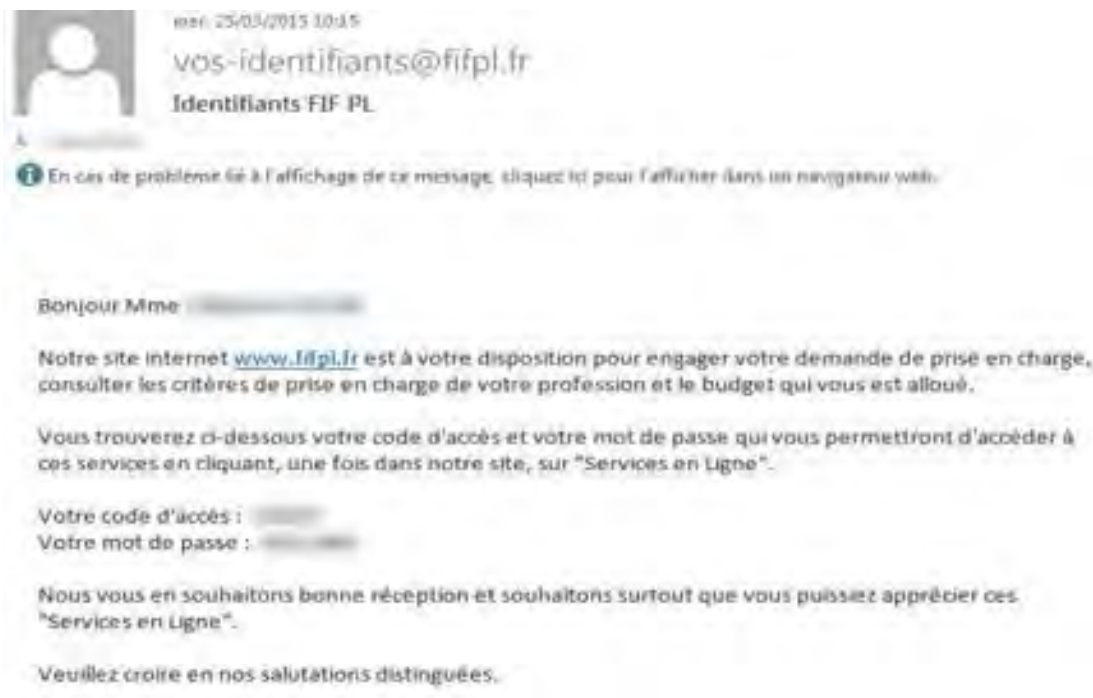 mer. 25/03/2015 10:15
vos-identifiants@fifpl.fr
Identifiants FIF PL
À
En cas de problème lié à l'affichage de ce message, cliquez ici pour l'afficher dans un navigateur web.
Bonjour Mme
Notre site internet www.fifpl.fr est à votre disposition pour engager votre demande de prise en charge,
consulter les critères de prise en charge de votre profession et le budget qui vous est alloué.
Vous trouverez ci-dessous votre code d'accès et votre mot de passe qui vous permettront d'accéder à
ces services en cliquant, une fois dans notre site, sur "Services en Ligne".
Votre code d'accès :
Votre mot de passe :
Nous vous en souhaitons bonne réception et souhaitons surtout que vous puissiez apprécier ces
"Services en Ligne".
Veuillez croire en nos salutations distinguées.